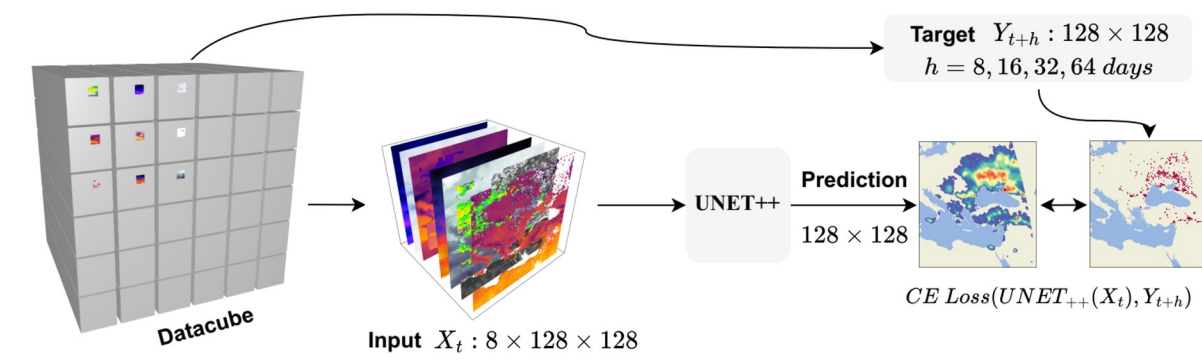 Target Y_{t+h} : 128 × 128
h = 8, 16, 32, 64 days
UNET++
Prediction
128 × 128
CE Loss(UNET_{++}(X_t), Y_{t+h})
Datacube
Input X_t : 8 × 128 × 128